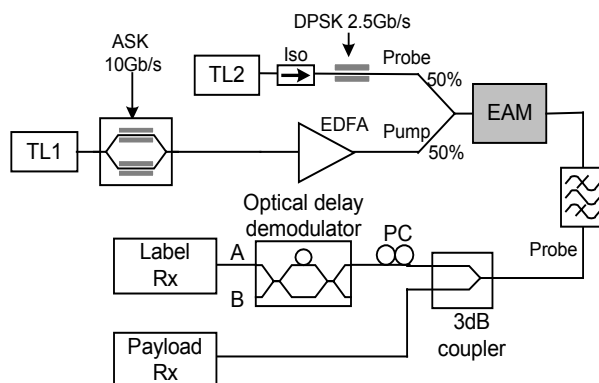 DPSK 2.5Gb/s
ASK
10Gb/s
Iso
TL2
Probe
50%
EDFA
EAM
TL1
Pump
50%
Optical delay
demodulator
PC
Label
Rx
A
B
Probe
3dB
coupler
Payload
Rx